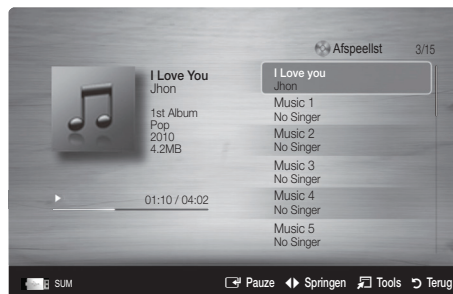 Afspeellst 3/15
I Love You
Jhon
1st Album
Pop
2010
4.2MB
01:10 / 04:02
I Love you
Jhon
Music 1
No Singer
Music 2
No Singer
Music 3
No Singer
Music 4
No Singer
Music 5
No Singer
SUM Pauze Springen Tools Terug